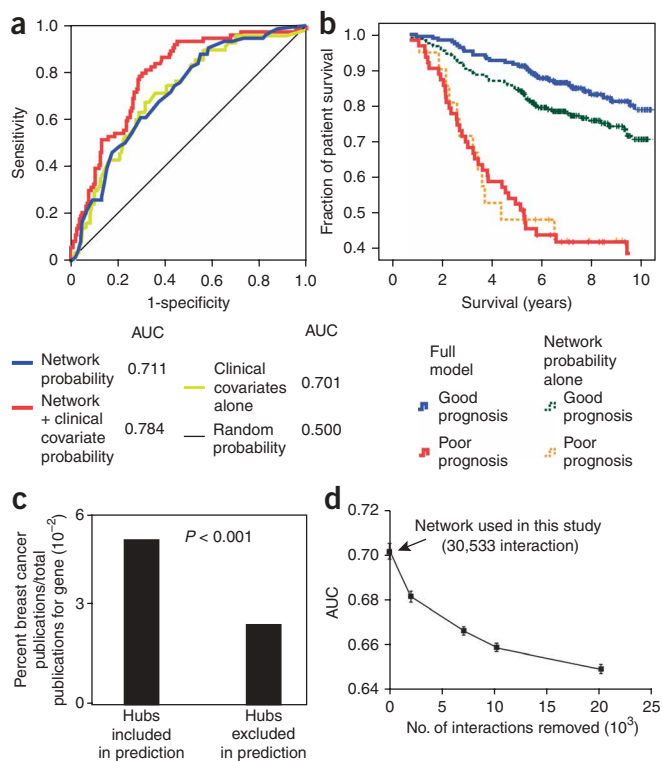 a
1.0
0.8
0.6
0.4
0.2
0
Sensitivity
0
0.2
0.4
0.6
0.8
1.0
1-specificity
AUC
AUC
Network
probability
0.711
Network
+ clinical
covariate
probability
0.784
Clinical
covariates
alone
0.701
Random
probability
0.500
b
1.0
0.9
0.8
0.7
0.6
0.5
0.4
Fraction of patient survival
0
2
4
6
8
10
Survival (years)
Full
model
Network
probability
alone
Good
prognosis
Good
prognosis
Poor
prognosis
Poor
prognosis
c
6
3
0
Percent breast cancer
publications/total
publications for gene (10⁻²)
P < 0.001
Hubs
included
in prediction
Hubs
excluded
in prediction
d
0.72
0.70
0.68
0.66
0.64
AUC
Network used in this study
(30,533 interaction)
0
5
10
15
20
25
No. of interactions removed (10³)